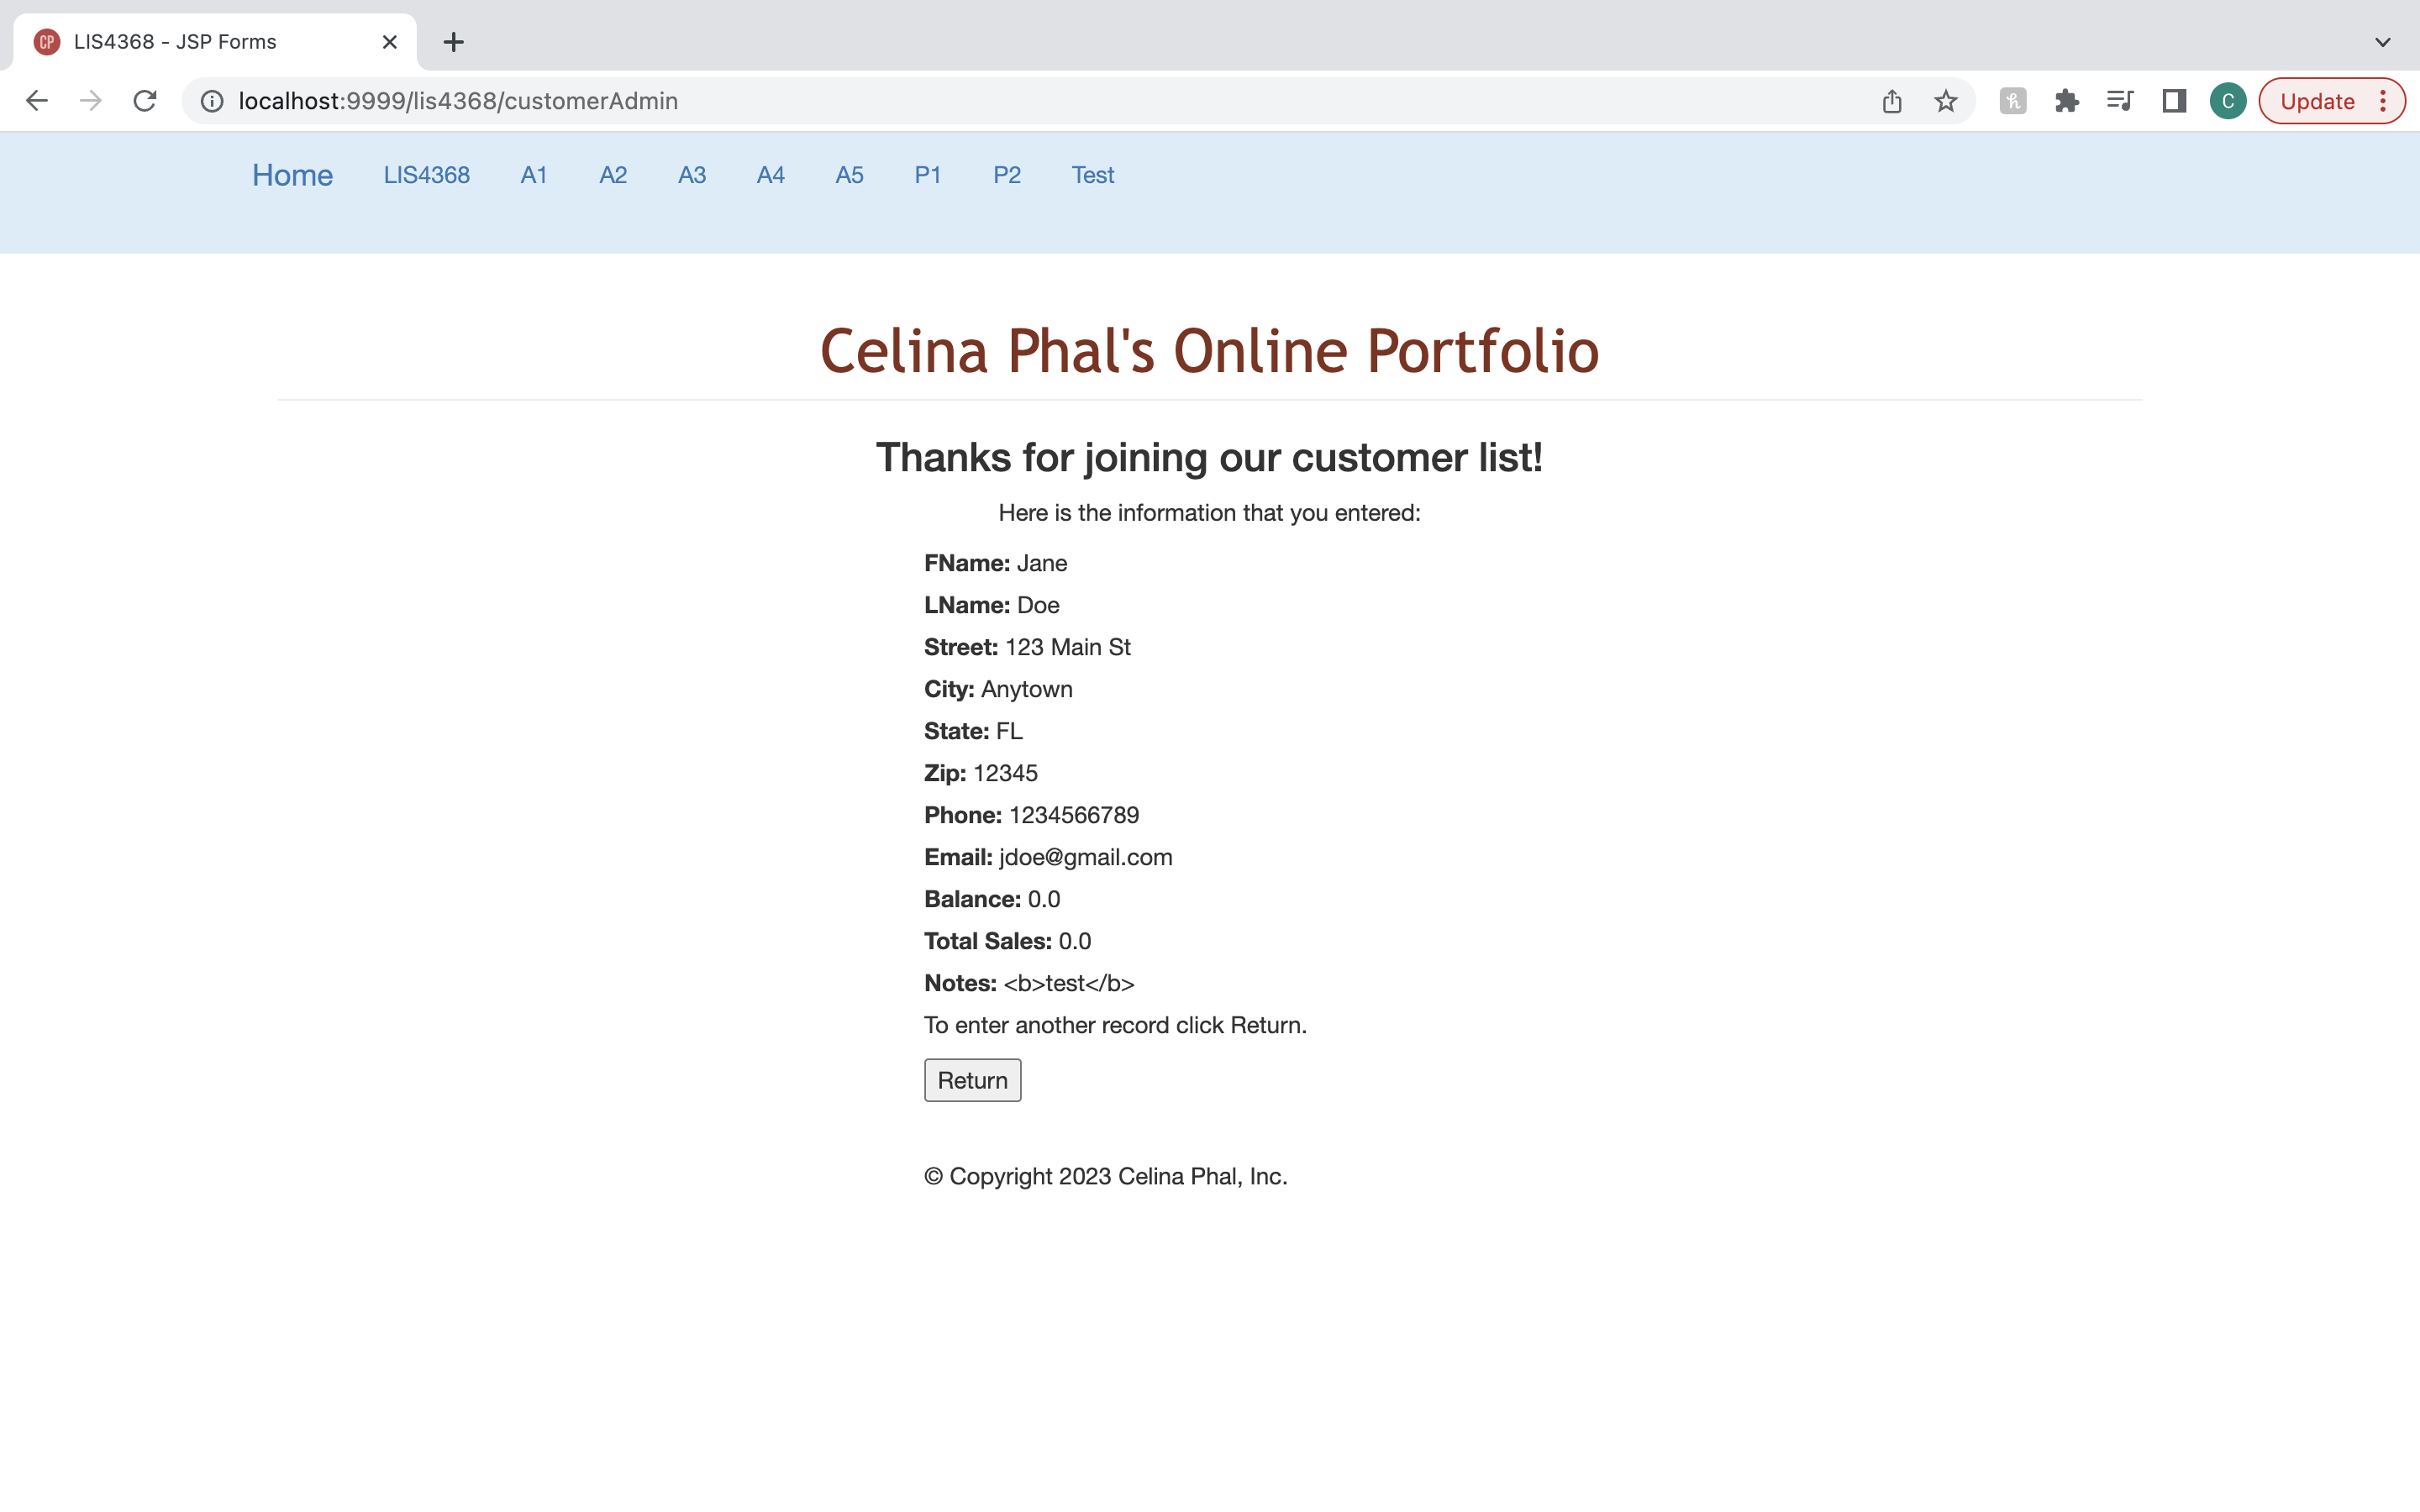 CP LIS4368 - JSP Forms
localhost:9999/lis4368/customerAdmin
C
Update
Home LIS4368 A1 A2 A3 A4 A5 P1 P2 Test
Celina Phal's Online Portfolio
Thanks for joining our customer list!
Here is the information that you entered:
FName: Jane
LName: Doe
Street: 123 Main St
City: Anytown
State: FL
Zip: 12345
Phone: 1234566789
Email: jdoe@gmail.com
Balance: 0.0
Total Sales: 0.0
Notes: <b>test</b>
To enter another record click Return.
Return
© Copyright 2023 Celina Phal, Inc.